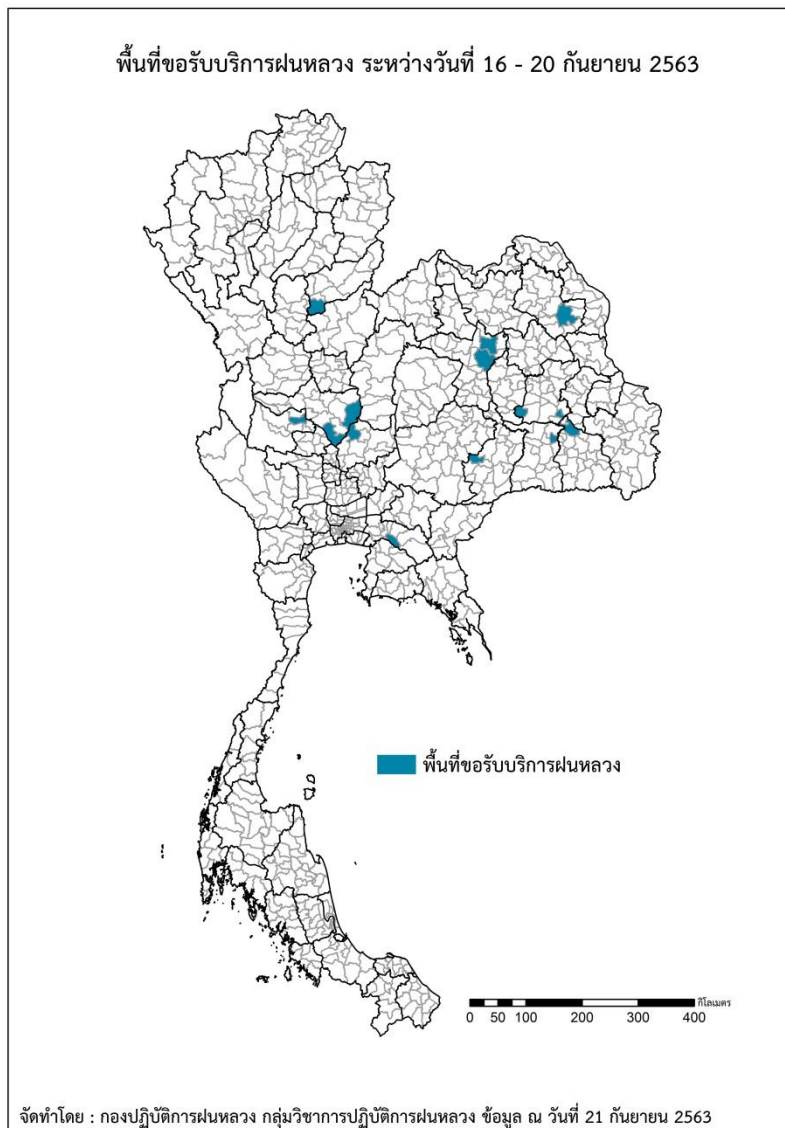 พื้นที่ขอรับบริการฝนหลวง ระหว่างวันที่ 16 - 20 กันยายน 2563
พื้นที่ขอรับบริการฝนหลวง
กิโลเมตร
0 50 100 200 300 400
จัดทำโดย : กองปฏิบัติการฝนหลวง กลุ่มวิชาการปฏิบัติการฝนหลวง ข้อมูล ณ วันที่ 21 กันยายน 2563